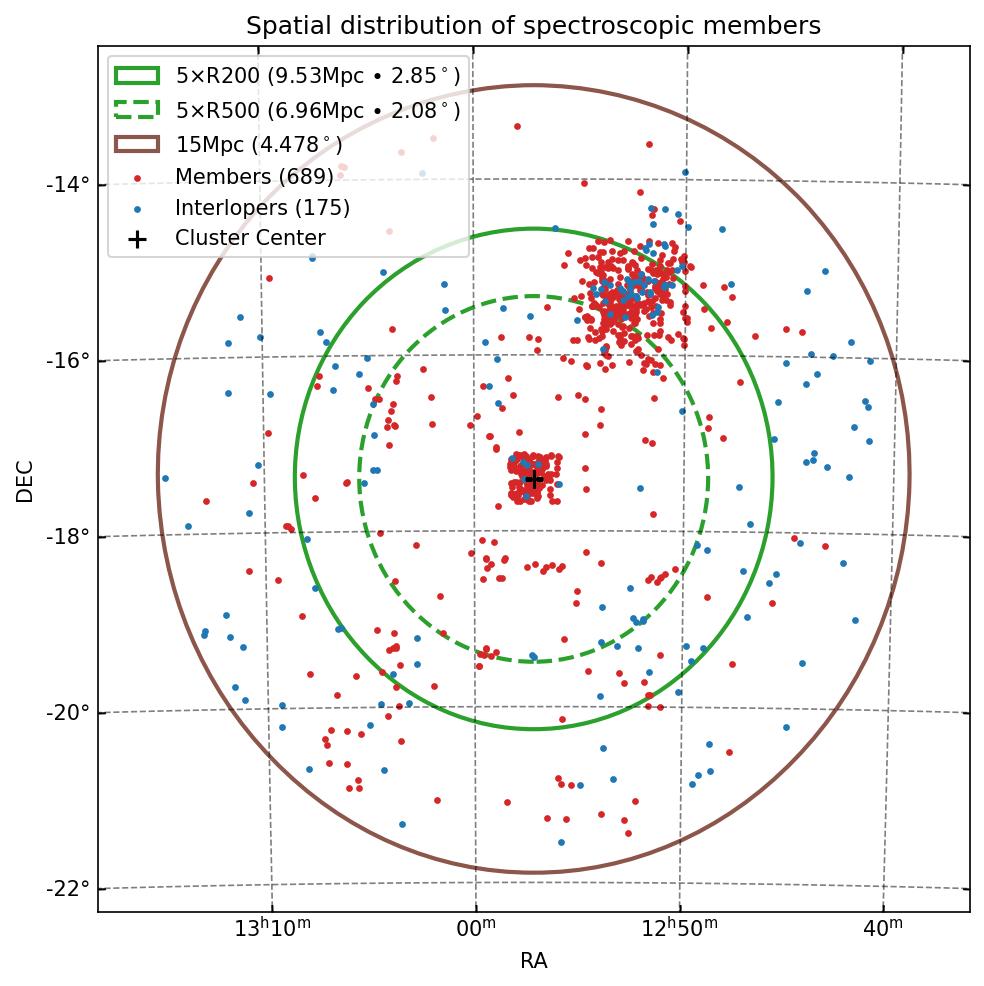 Spatial distribution of spectroscopic members
5×R200 (9.53Mpc • 2.85°)
5×R500 (6.96Mpc • 2.08°)
15Mpc (4.478°)
Members (689)
Interlopers (175)
Cluster Center
-14°
-16°
-18°
-20°
-22°
DEC
13ʰ10ᵐ 00ᵐ 12ʰ50ᵐ 40ᵐ
RA